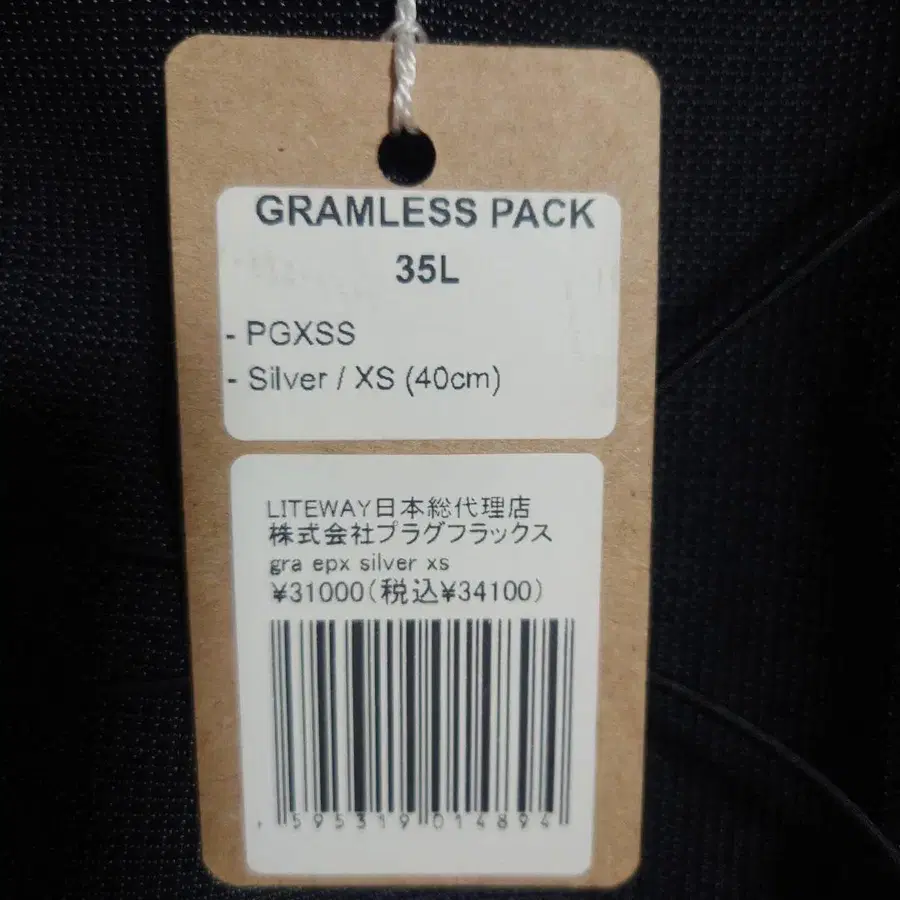 GRAMLESS PACK
35L
- PGXSS
- Silver / XS (40cm)
LITEWAY日本総代理店
株式会社プラグフラックス
gra epx silver xs
¥31000(税込¥34100)
595319 014894